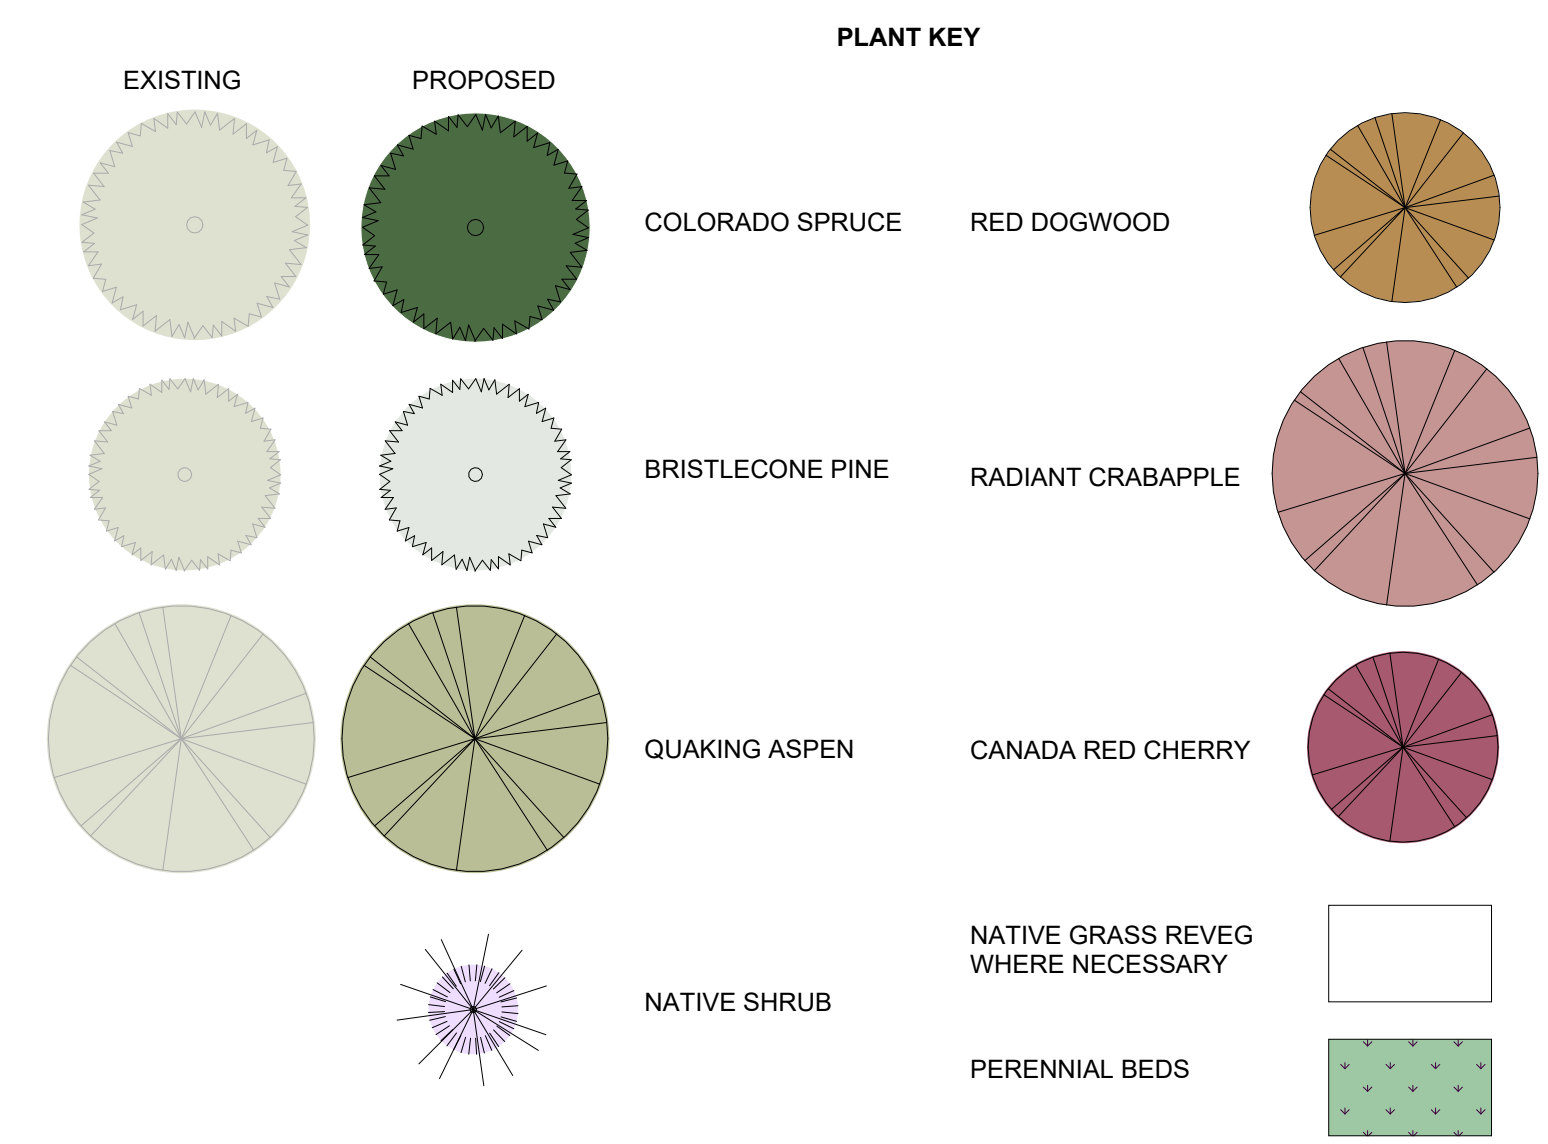 PLANT KEY
EXISTING
PROPOSED
COLORADO SPRUCE
RED DOGWOOD
BRISTLECONE PINE
RADIANT CRABAPPLE
QUAKING ASPEN
CANADA RED CHERRY
NATIVE SHRUB
NATIVE GRASS REVEG
WHERE NECESSARY
PERENNIAL BEDS